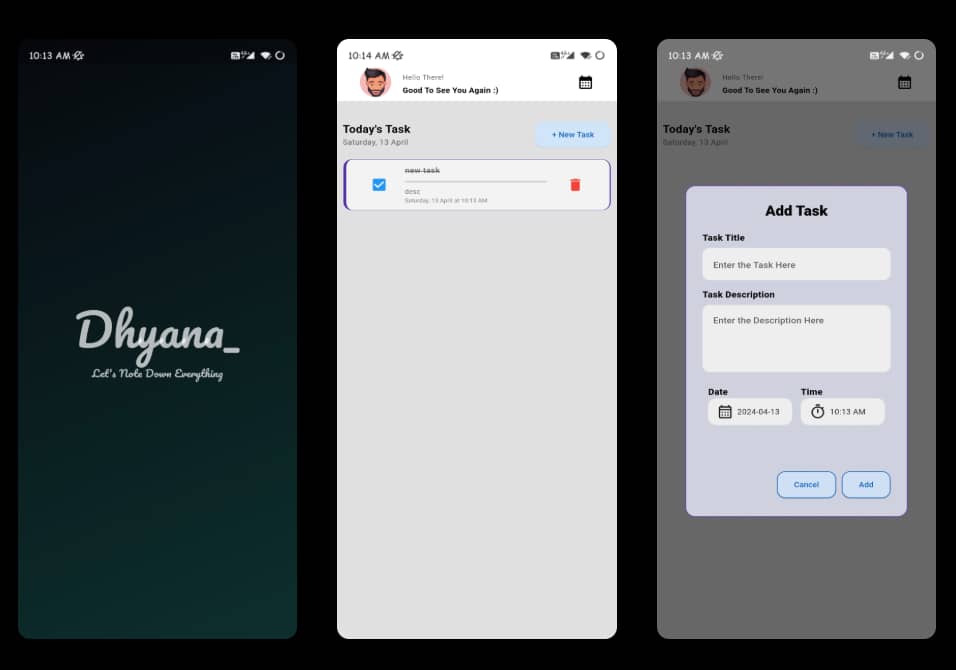 10:13 AM
Dhyana_
Let's Note Down Everything
10:14 AM
Hello There!
Good To See You Again :)
Today's Task
Saturday, 13 April
+ New Task
new task
desc
Saturday, 13 April at 10:13 AM
10:13 AM
Hello There!
Good To See You Again :)
Today's Task
Saturday, 13 April
+ New Task
Add Task
Task Title
Enter the Task Here
Task Description
Enter the Description Here
Date Time
2024-04-13 10:13 AM
Cancel Add